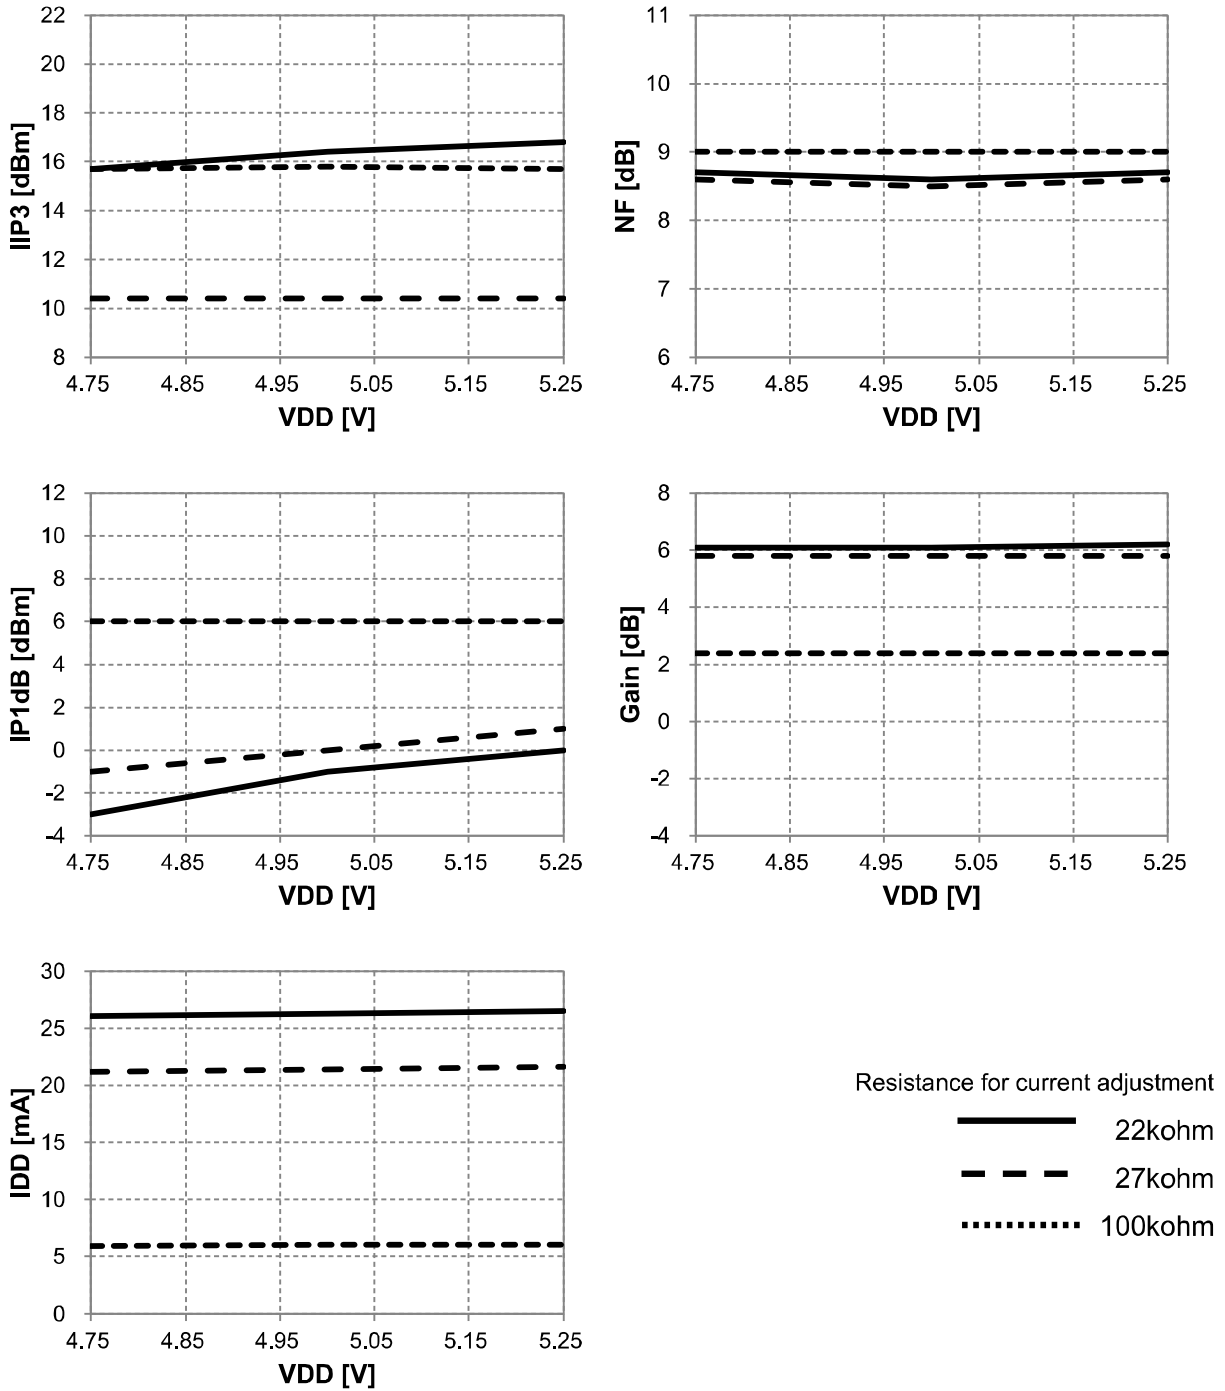 IIP3 [dBm]
22
20
18
16
14
12
10
8
4.75 4.85 4.95 5.05 5.15 5.25
VDD [V]
NF [dB]
11
10
9
8
7
6
4.75 4.85 4.95 5.05 5.15 5.25
VDD [V]
IP1dB [dBm]
12
10
8
6
4
2
0
-2
-4
4.75 4.85 4.95 5.05 5.15 5.25
VDD [V]
Gain [dB]
8
6
4
2
0
-2
-4
4.75 4.85 4.95 5.05 5.15 5.25
VDD [V]
IDD [mA]
30
25
20
15
10
5
0
4.75 4.85 4.95 5.05 5.15 5.25
VDD [V]
Resistance for current adjustment
22kohm
27kohm
100kohm